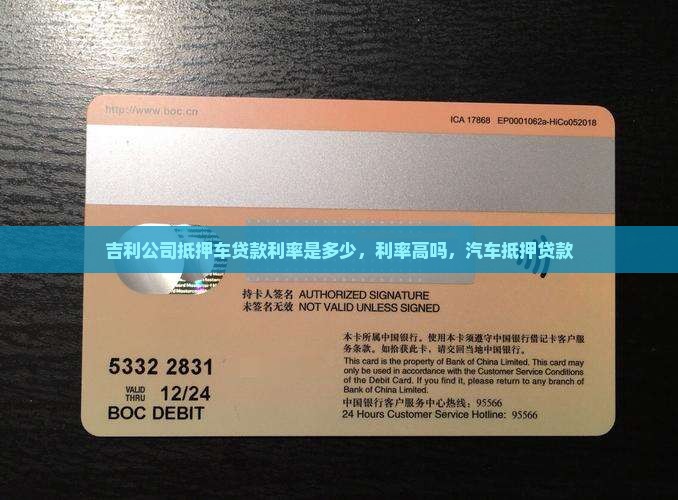 http://www.boc.cn
ICA 17868 EP0001062a-HiCo052018
吉利公司抵押车贷款利率是多少，利率高吗，汽车抵押贷款
持卡人签名 AUTHORIZED SIGNATURE
未签名无效 NOT VALID UNLESS SIGNED
本卡所属中国银行。使用本卡须遵守中国银行借记卡客户服
务条款。如拾获此卡，请交回当地中国银行。
This card is the property of Bank of China Limited. This card may
only be used in accordance with the Customer Service Conditions
of the Debit Card. If you find it, please return to any branch of
Bank of China Limited.
中国银行客户服务中心热线：95566
24 Hours Customer Service Hotline: 95566
5332 2831
VALID
THRU 12/24
BOC DEBIT